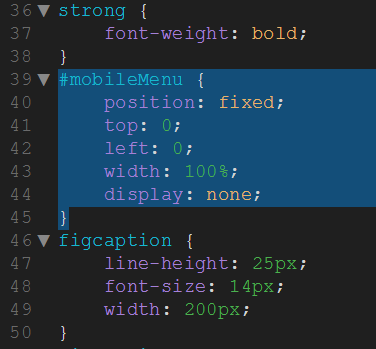 36 strong {
37 font-weight: bold;
38 }
39 #mobileMenu {
40 position: fixed;
41 top: 0;
42 left: 0;
43 width: 100%;
44 display: none;
45 }
46 figcaption {
47 line-height: 25px;
48 font-size: 14px;
49 width: 200px;
50 }